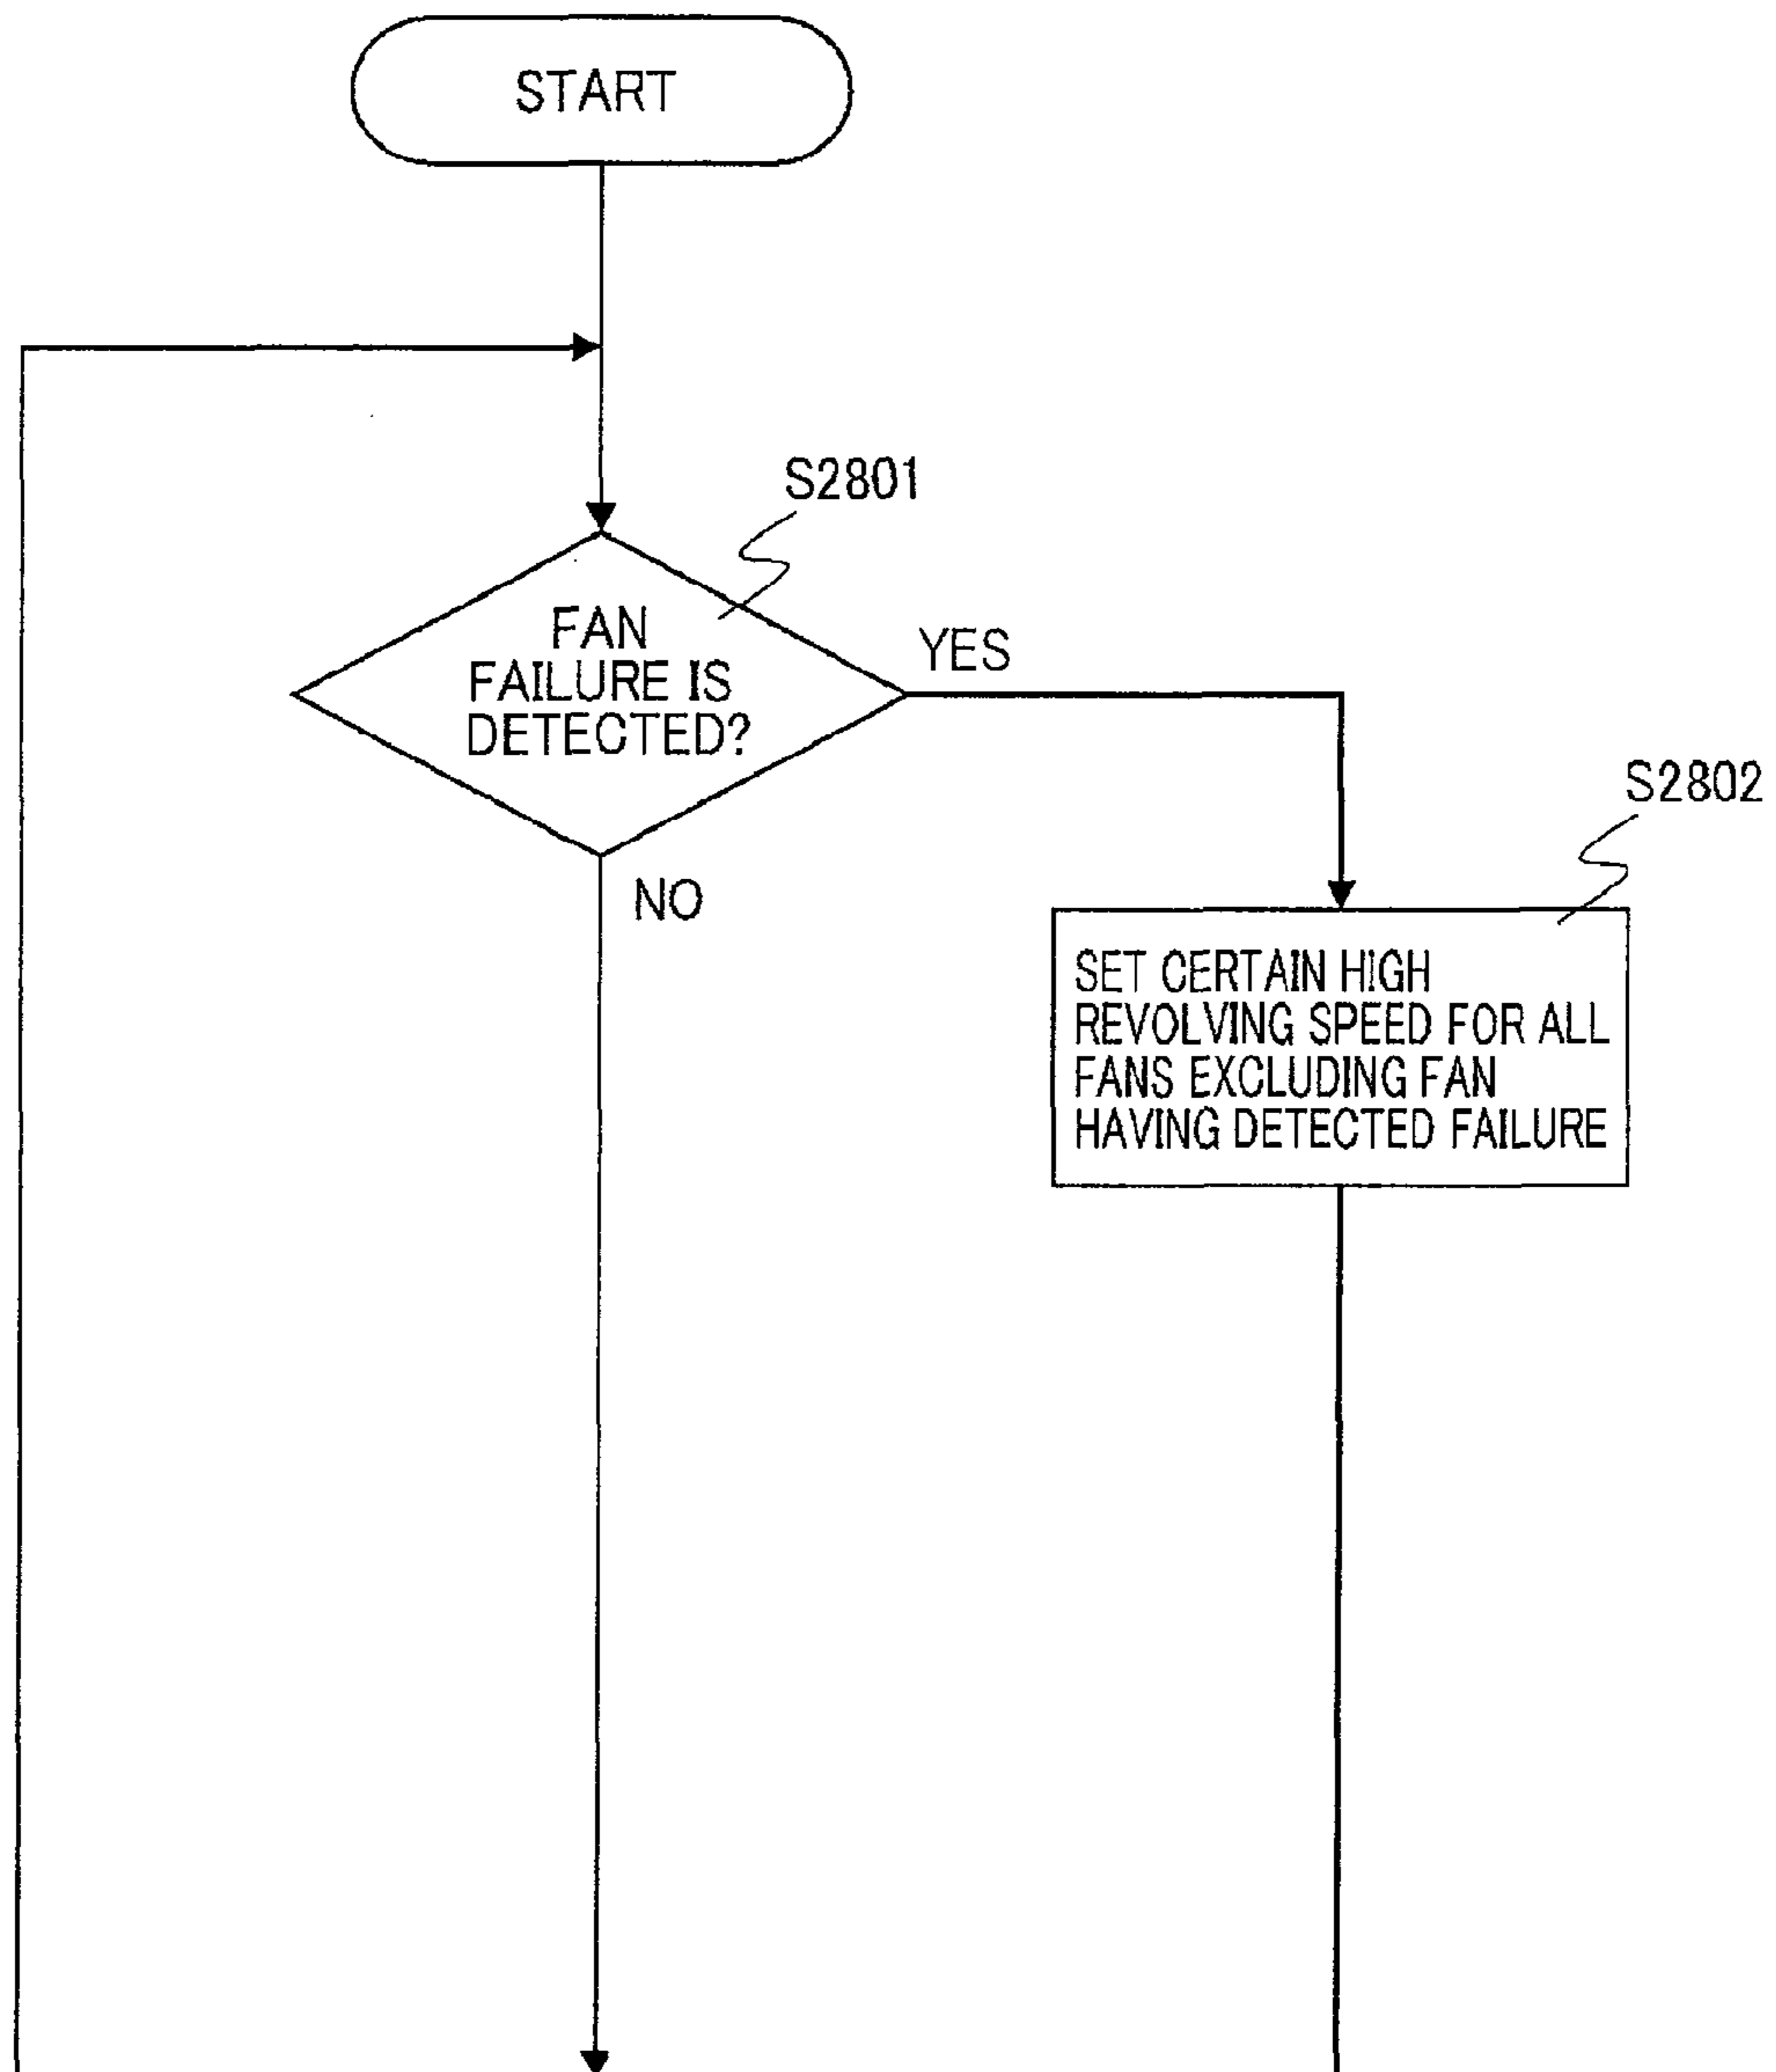 START
S2801
FAN
FAILURE IS
DETECTED?
YES
NO
S2802
SET CERTAIN HIGH
REVOLVING SPEED FOR ALL
FANS EXCLUDING FAN
HAVING DETECTED FAILURE